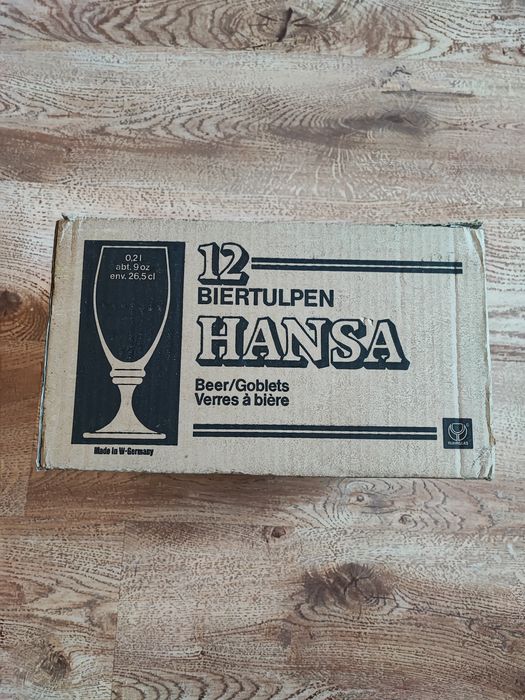 0,2 l
abt. 9 oz
env. 26,5 cl
12
BIERTULPEN
HANSA
Beer/Goblets
Verres à bière
Made in W-Germany
RUHRGLAS